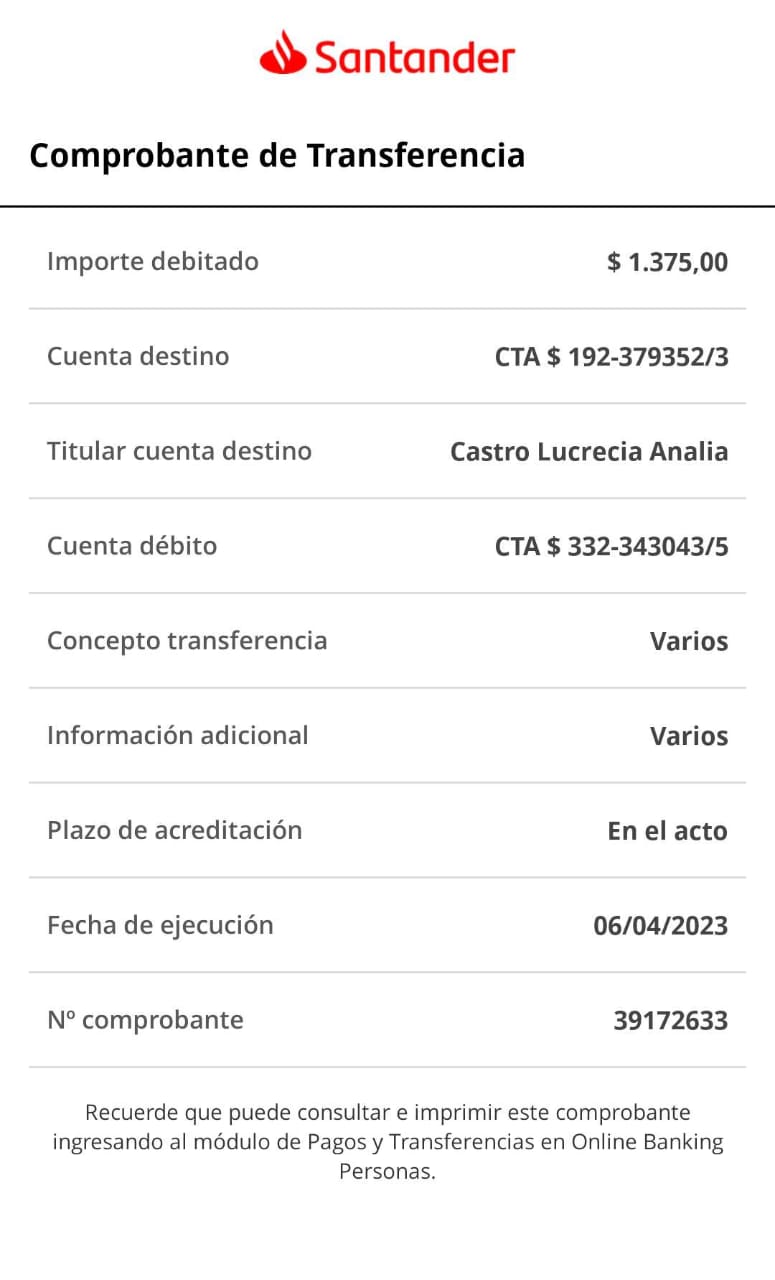 Santander
Comprobante de Transferencia
Importe debitado $ 1.375,00
Cuenta destino CTA $ 192-379352/3
Titular cuenta destino Castro Lucrecia Analia
Cuenta débito CTA $ 332-343043/5
Concepto transferencia Varios
Información adicional Varios
Plazo de acreditación En el acto
Fecha de ejecución 06/04/2023
Nº comprobante 39172633
Recuerde que puede consultar e imprimir este comprobante
ingresando al módulo de Pagos y Transferencias en Online Banking
Personas.